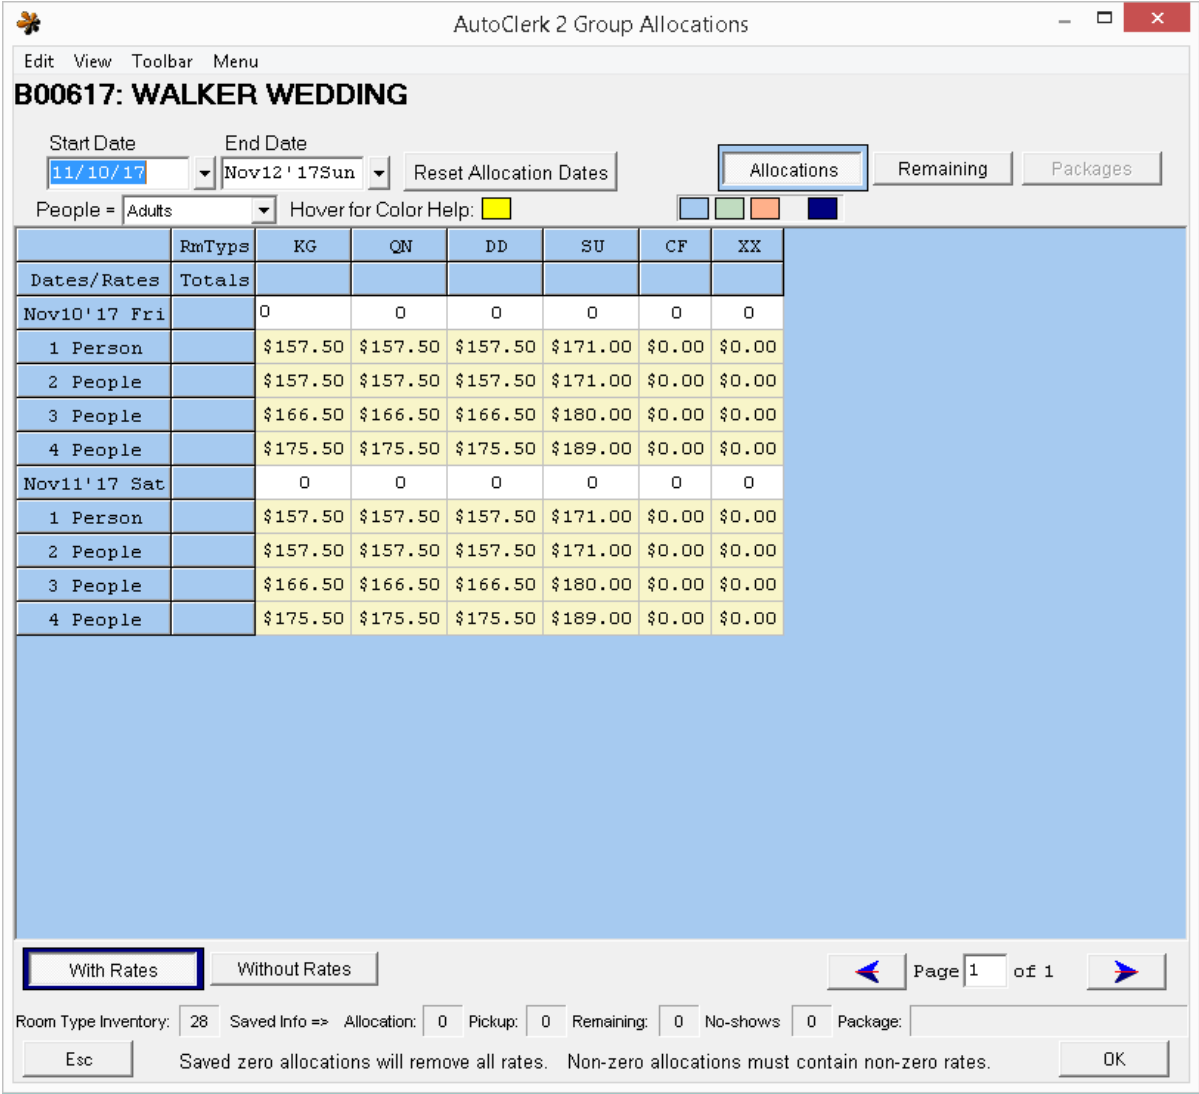 AutoClerk 2 Group Allocations
Edit View Toolbar Menu
B00617: WALKER WEDDING
Start Date End Date
11/10/17 Nov12'17Sun Reset Allocation Dates Allocations Remaining Packages
People = Adults Hover for Color Help:
RmTyps KG QN DD SU CF XX
Dates/Rates Totals
Nov10'17 Fri 0 0 0 0 0 0
1 Person $157.50 $157.50 $157.50 $171.00 $0.00 $0.00
2 People $157.50 $157.50 $157.50 $171.00 $0.00 $0.00
3 People $166.50 $166.50 $166.50 $180.00 $0.00 $0.00
4 People $175.50 $175.50 $175.50 $189.00 $0.00 $0.00
Nov11'17 Sat 0 0 0 0 0 0
1 Person $157.50 $157.50 $157.50 $171.00 $0.00 $0.00
2 People $157.50 $157.50 $157.50 $171.00 $0.00 $0.00
3 People $166.50 $166.50 $166.50 $180.00 $0.00 $0.00
4 People $175.50 $175.50 $175.50 $189.00 $0.00 $0.00
With Rates Without Rates Page 1 of 1
Room Type Inventory: 28 Saved Info => Allocation: 0 Pickup: 0 Remaining: 0 No-shows 0 Package:
Esc Saved zero allocations will remove all rates. Non-zero allocations must contain non-zero rates. OK